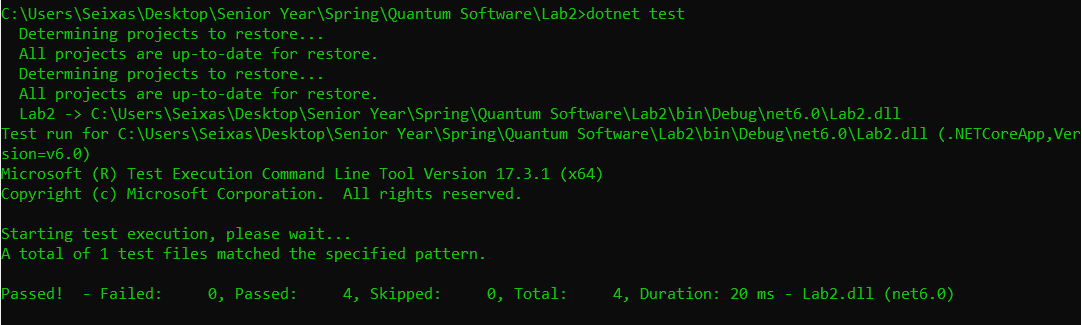 C:\Users\Seixas\Desktop\Senior Year\Spring\Quantum Software\Lab2>dotnet test
  Determining projects to restore...
  All projects are up-to-date for restore.
  Determining projects to restore...
  All projects are up-to-date for restore.
  Lab2 -> C:\Users\Seixas\Desktop\Senior Year\Spring\Quantum Software\Lab2\bin\Debug\net6.0\Lab2.dll
Test run for C:\Users\Seixas\Desktop\Senior Year\Spring\Quantum Software\Lab2\bin\Debug\net6.0\Lab2.dll (.NETCoreApp,Ver
sion=v6.0)
Microsoft (R) Test Execution Command Line Tool Version 17.3.1 (x64)
Copyright (c) Microsoft Corporation.  All rights reserved.

Starting test execution, please wait...
A total of 1 test files matched the specified pattern.

Passed!  - Failed:     0, Passed:     4, Skipped:     0, Total:     4, Duration: 20 ms - Lab2.dll (net6.0)